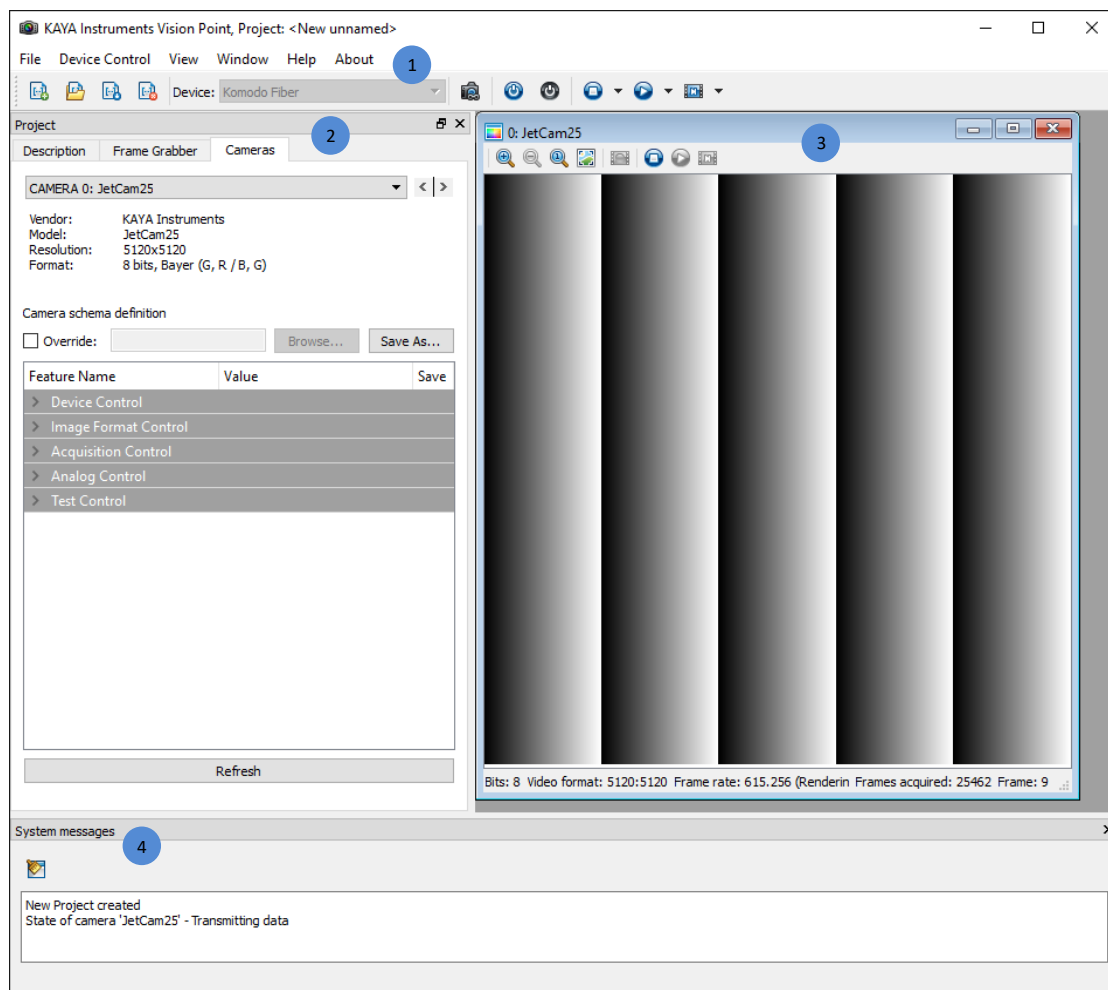 KAYA Instruments Vision Point, Project: <New unnamed>
File Device Control View Window Help About
1
Device: Komodo Fiber
Project
2
Description Frame Grabber Cameras
CAMERA 0: JetCam25
Vendor: KAYA Instruments
Model: JetCam25
Resolution: 5120x5120
Format: 8 bits, Bayer (G, R / B, G)
Camera schema definition
Override: Browse... Save As...
Feature Name Value Save
Device Control
Image Format Control
Acquisition Control
Analog Control
Test Control
Refresh
0: JetCam25
3
Bits: 8 Video format: 5120:5120 Frame rate: 615.256 (Renderin Frames acquired: 25462 Frame: 9
System messages
4
New Project created
State of camera 'JetCam25' - Transmitting data